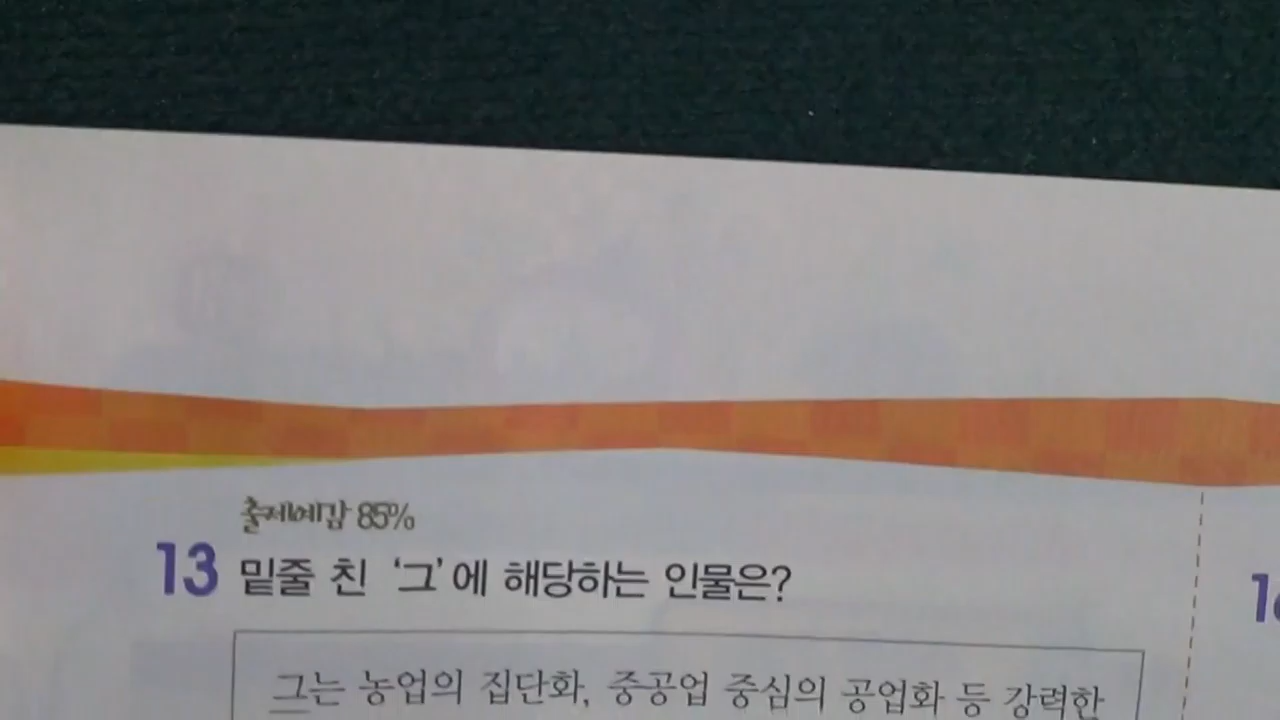 출제예감 85%
13 밑줄 친 ‘그’에 해당하는 인물은?
그는 농업의 집단화, 중공업 중심의 공업화 등 강력한